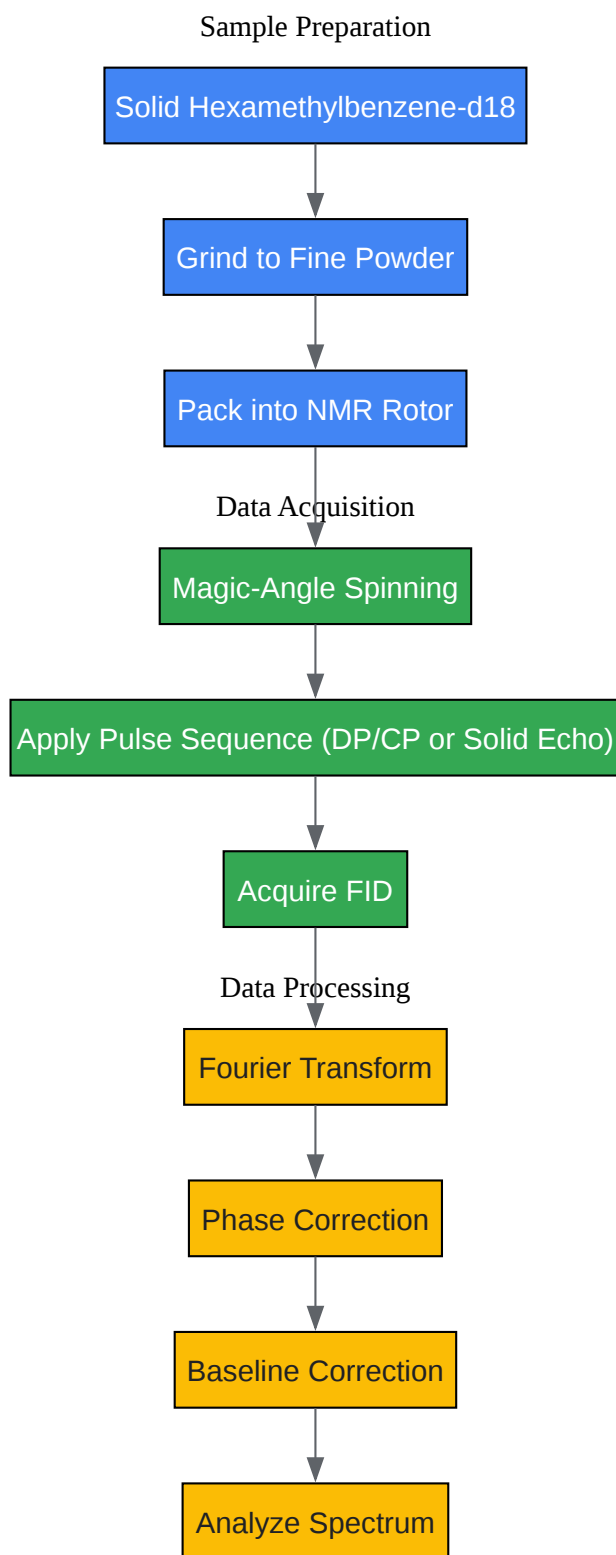 Sample Preparation
Solid Hexamethylbenzene-d18
Grind to Fine Powder
Pack into NMR Rotor
Data Acquisition
Magic-Angle Spinning
Apply Pulse Sequence (DP/CP or Solid Echo)
Acquire FID
Data Processing
Fourier Transform
Phase Correction
Baseline Correction
Analyze Spectrum